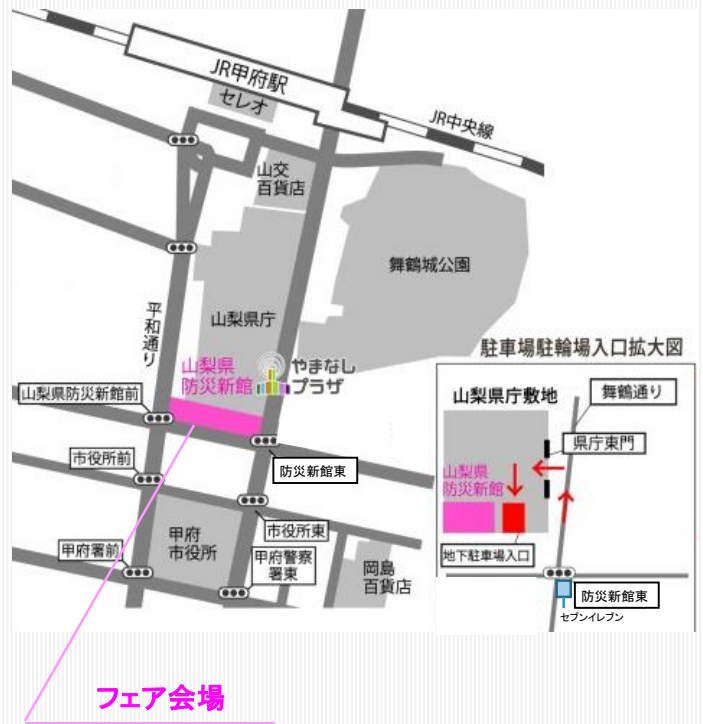 JR甲府駅
セレオ
JR中央線
山交
百貨店
舞鶴城公園
山梨県庁
平和通り
山梨県
防災新館
やまなし
プラザ
山梨県防災新館前
防災新館東
市役所前
市役所東
甲府
市役所
甲府署前
甲府警察
署東
岡島
百貨店
駐車場駐輪場入口拡大図
山梨県庁敷地
舞鶴通り
県庁東門
山梨県
防災新館
地下駐車場入口
防災新館東
セブンイレブン
フェア会場